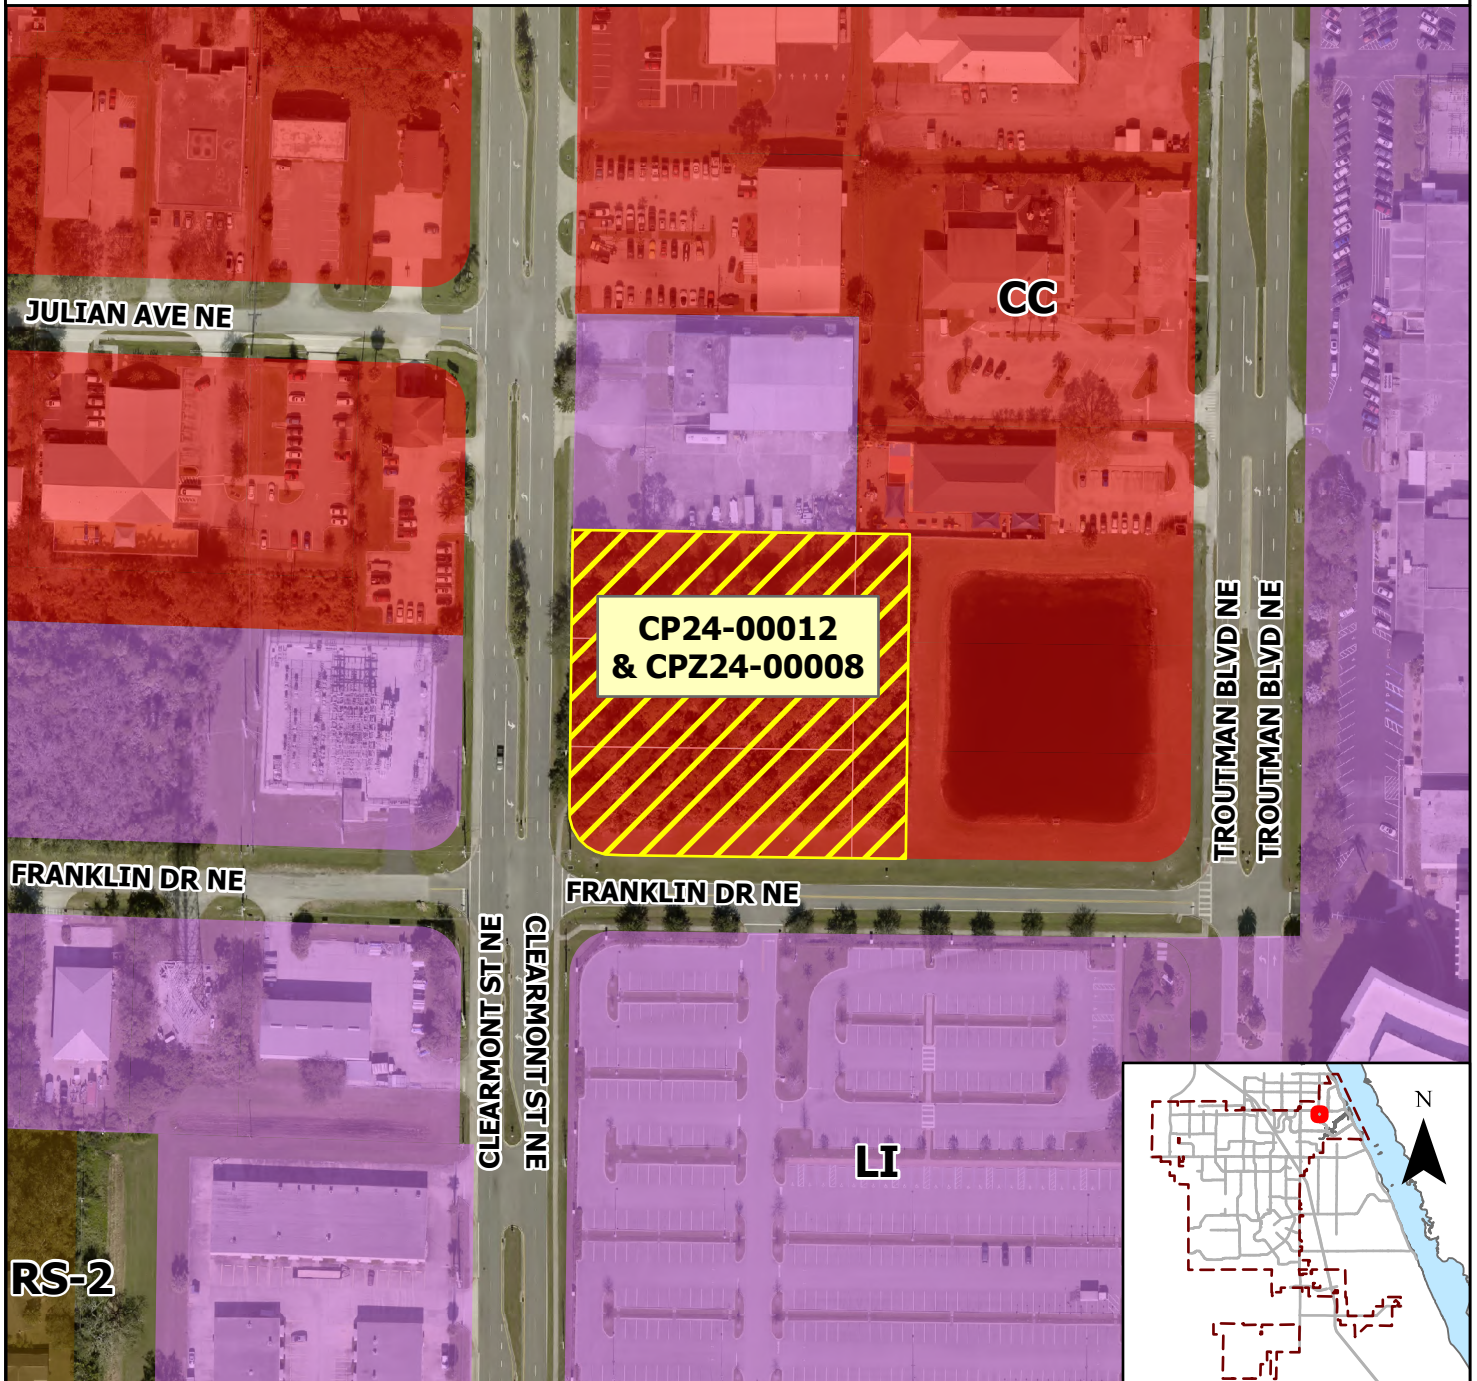 CC
JULIAN AVE NE
CP24-00012
& CPZ24-00008
TROUTMAN BLVD NE
TROUTMAN BLVD NE
FRANKLIN DR NE
FRANKLIN DR NE
CLEARMONT ST NE
CLEARMONT ST NE
N
LI
RS-2